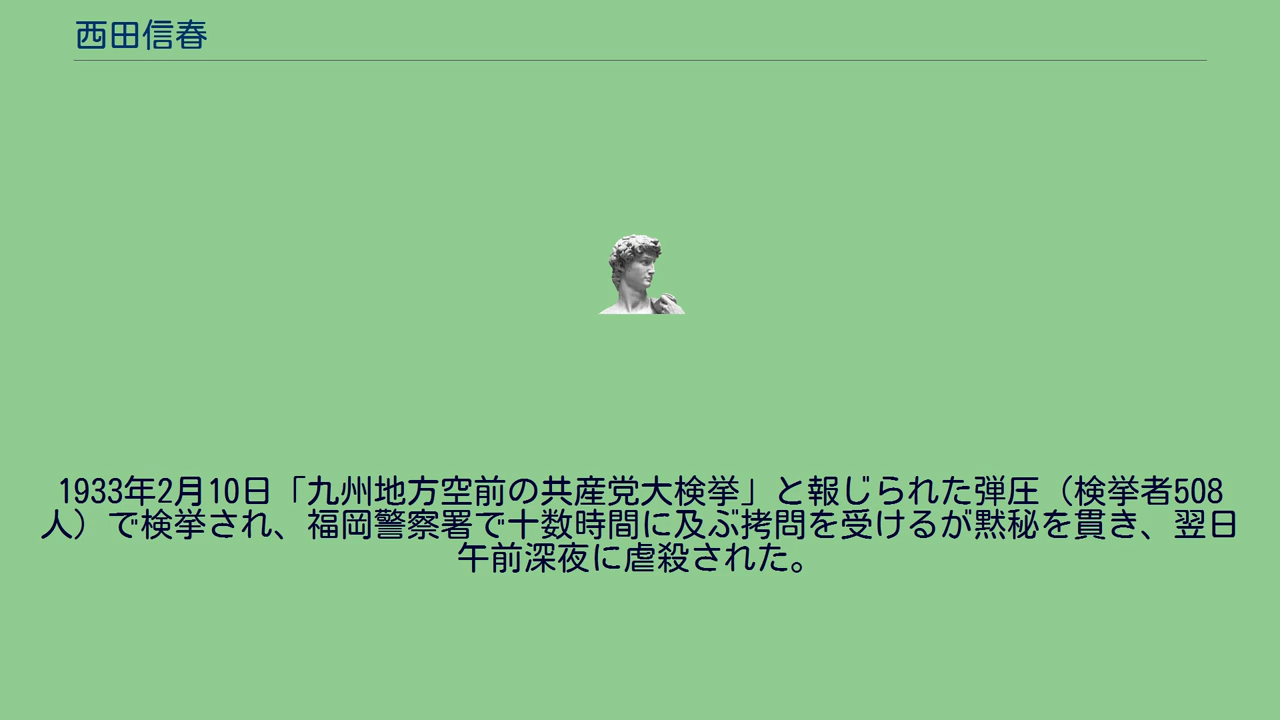 西田信春
1933年2月10日「九州地方空前の共産党大検挙」と報じられた弾圧（検挙者508
人）で検挙され、福岡警察署で十数時間に及ぶ拷問を受けるが黙秘を貫き、翌日
午前深夜に虐殺された。